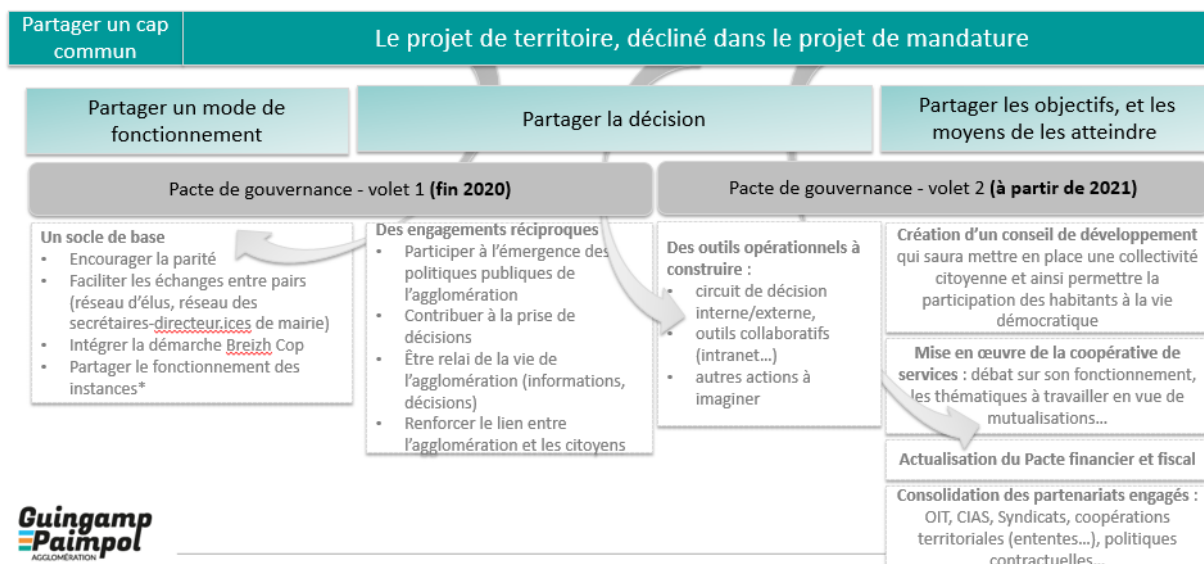 Partager un cap
commun
Le projet de territoire, décliné dans le projet de mandature
Partager un mode de
fonctionnement
Partager la décision
Partager les objectifs, et les
moyens de les atteindre
Pacte de gouvernance - volet 1 (fin 2020)
Pacte de gouvernance - volet 2 (à partir de 2021)
Un socle de base
• Encourager la parité
• Faciliter les échanges entre pairs
(réseau d'élus, réseau des
secrétaires-directeur.ices de mairie)
• Intégrer la démarche Breizh Cop
• Partager le fonctionnement des
instances*
Des engagements réciproques
• Participer à l'émergence des
politiques publiques de
l'agglomération
• Contribuer à la prise de
décisions
• Être relai de la vie de
l'agglomération (informations,
décisions)
• Renforcer le lien entre
l'agglomération et les citoyens
Des outils opérationnels à
construire :
• circuit de décision
interne/externe,
• outils collaboratifs
(intranet…)
• autres actions à
imaginer
Création d'un conseil de développement
qui saura mettre en place une collectivité
citoyenne et ainsi permettre la
participation des habitants à la vie
démocratique
Mise en œuvre de la coopérative de
services : débat sur son fonctionnement,
les thématiques à travailler en vue de
mutualisations…
Actualisation du Pacte financier et fiscal
Consolidation des partenariats engagés :
OIT, CIAS, Syndicats, coopérations
territoriales (ententes…), politiques
contractuelles…
Guingamp
Paimpol
AGGLOMÉRATION